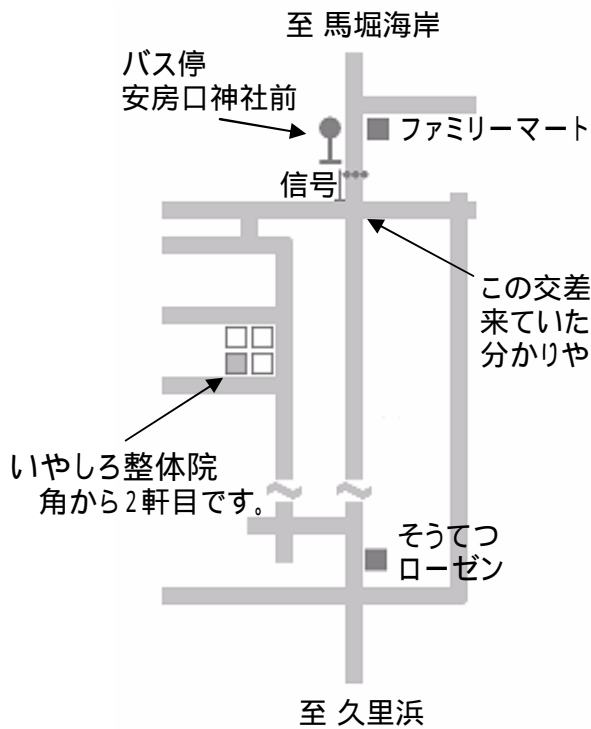 至 馬堀海岸
バス停
安房口神社前
ファミリーマート
信号
この交差
来ていた
分かりや
いやしろ整体院
角から2軒目です。
そうてつ
ローゼン
至 久里浜